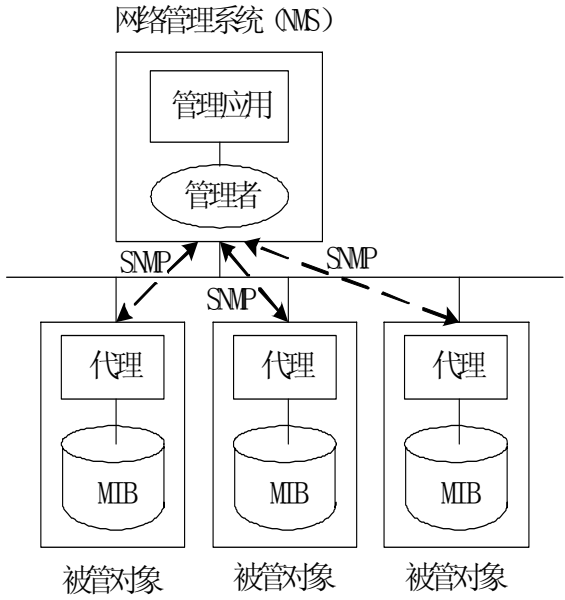 网络管理系统（NMS）
管理应用
管理者
SNMP
SNMP
SNMP
代理
代理
代理
MIB
MIB
MIB
被管对象
被管对象
被管对象